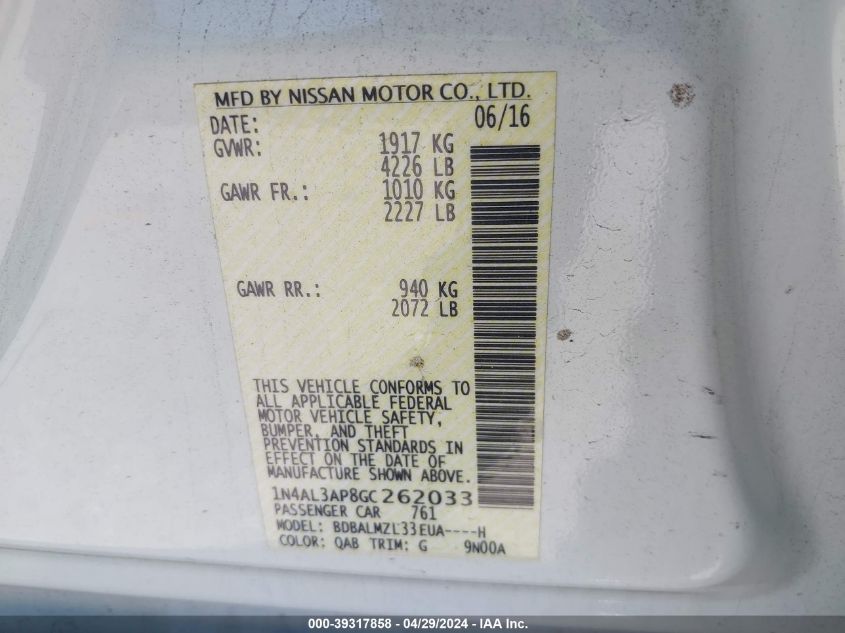 MFD BY NISSAN MOTOR CO., LTD.
DATE: 06/16
GVWR: 1917 KG
4226 LB
GAWR FR.: 1010 KG
2227 LB
GAWR RR.: 940 KG
2072 LB
THIS VEHICLE CONFORMS TO
ALL APPLICABLE FEDERAL
MOTOR VEHICLE SAFETY,
BUMPER, AND THEFT
PREVENTION STANDARDS IN
EFFECT ON THE DATE OF
MANUFACTURE SHOWN ABOVE.
1N4AL3AP8GC262033
PASSENGER CAR 761
MODEL: BDBALMZL33EUA----H
COLOR: QAB TRIM: G 9N00A
000-39317858 - 04/29/2024 - IAA Inc.